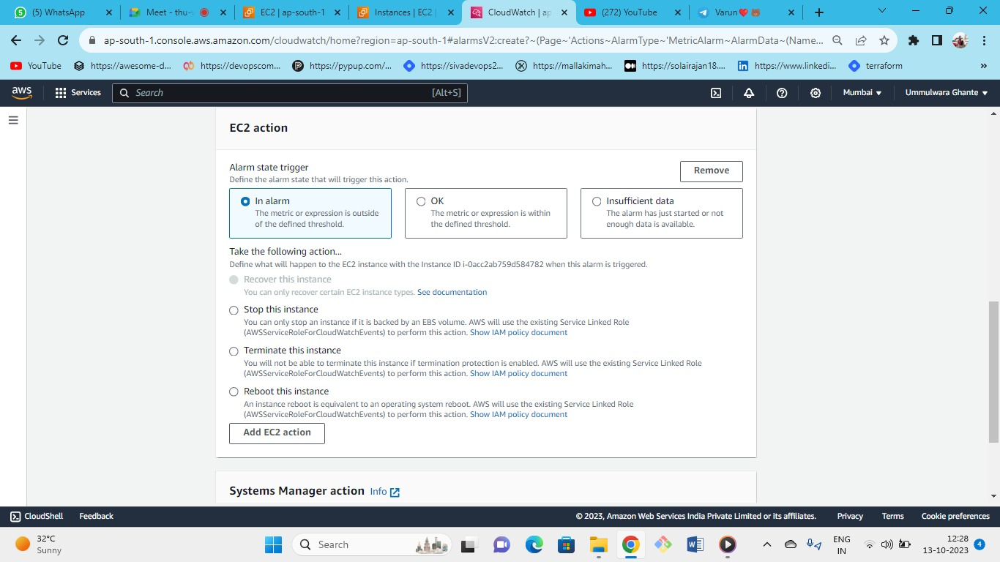 (5) WhatsApp
Meet - thu-
EC2 | ap-south-1
Instances | EC2 |
CloudWatch | ap
(272) YouTube
Varun❤️🐻
ap-south-1.console.aws.amazon.com/cloudwatch/home?region=ap-south-1#alarmsV2:create?~(Page~'Actions~AlarmType~'MetricAlarm~AlarmData~(Name...
YouTube
https://awesome-d...
https://devopscom...
https://pypup.com/...
https://sivadevops2...
https://mallakimah...
https://solairajan18....
https://www.linkedi...
terraform
aws
Services
Search
[Alt+S]
Mumbai
Ummulwara Ghante
EC2 action
Alarm state trigger
Define the alarm state that will trigger this action.
Remove
In alarm
The metric or expression is outside
of the defined threshold.
OK
The metric or expression is within
the defined threshold.
Insufficient data
The alarm has just started or not
enough data is available.
Take the following action...
Define what will happen to the EC2 instance with the Instance ID i-0acc2ab759d584782 when this alarm is triggered.
Recover this instance
You can only recover certain EC2 instance types. See documentation
Stop this instance
You can only stop an instance if it is backed by an EBS volume. AWS will use the existing Service Linked Role
(AWSServiceRoleForCloudWatchEvents) to perform this action. Show IAM policy document
Terminate this instance
You will not be able to terminate this instance if termination protection is enabled. AWS will use the existing Service Linked Role
(AWSServiceRoleForCloudWatchEvents) to perform this action. Show IAM policy document
Reboot this instance
An instance reboot is equivalent to an operating system reboot. AWS will use the existing Service Linked Role
(AWSServiceRoleForCloudWatchEvents) to perform this action. Show IAM policy document
Add EC2 action
Systems Manager action Info
CloudShell
Feedback
© 2023, Amazon Web Services India Private Limited or its affiliates.
Privacy
Terms
Cookie preferences
32°C
Sunny
Search
ENG
IN
12:28
13-10-2023
4